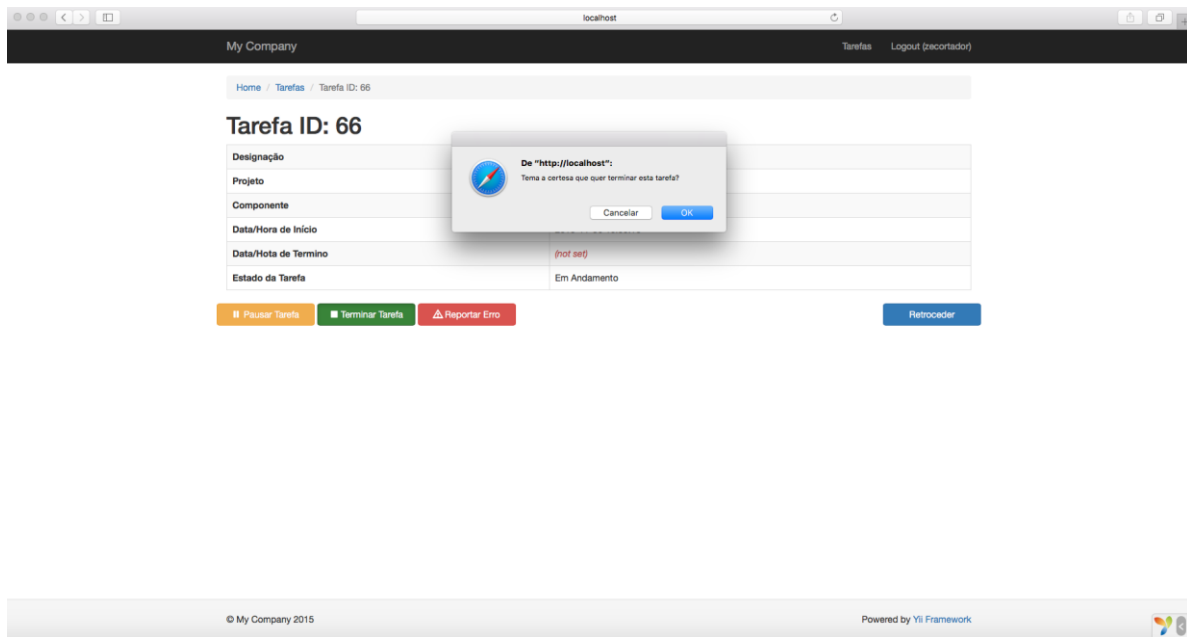 localhost
My Company Tarefas Logout (zecortador)
Home / Tarefas / Tarefa ID: 66
Tarefa ID: 66
De "http://localhost":
Tema a certesa que quer terminar esta tarefa?
Cancelar OK
Designação
Projeto
Componente
Data/Hora de Início
Data/Hota de Termino (not set)
Estado da Tarefa Em Andamento
Pausar Tarefa Terminar Tarefa Reportar Erro Retroceder
© My Company 2015 Powered by Yii Framework